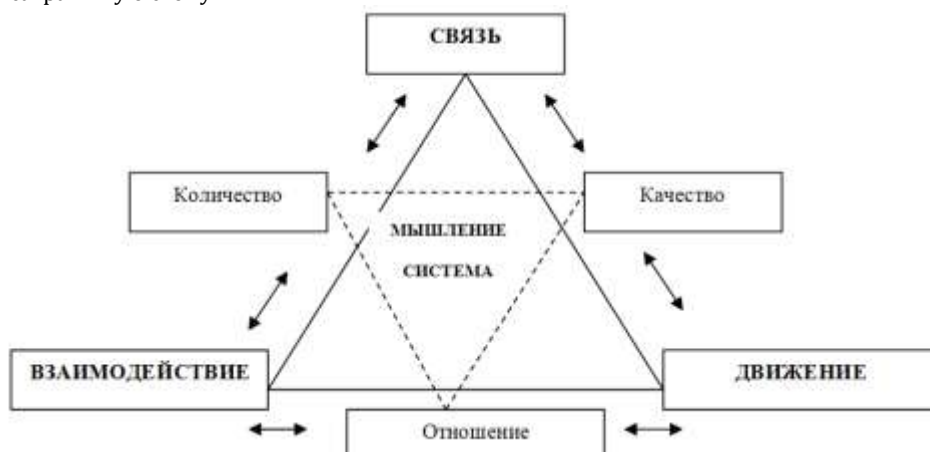 СВЯЗЬ
Количество
Качество
МЫШЛЕНИЕ
СИСТЕМА
ВЗАИМОДЕЙСТВИЕ
ДВИЖЕНИЕ
Отношение